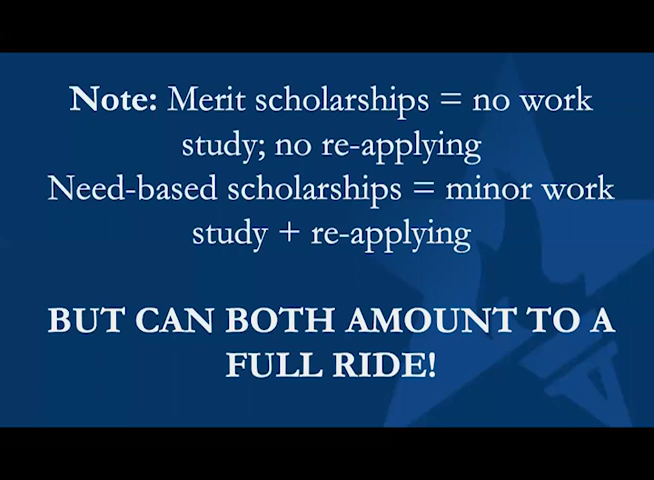 Note: Merit scholarships = no work
study; no re-applying
Need-based scholarships = minor work
study + re-applying
BUT CAN BOTH AMOUNT TO A
FULL RIDE!